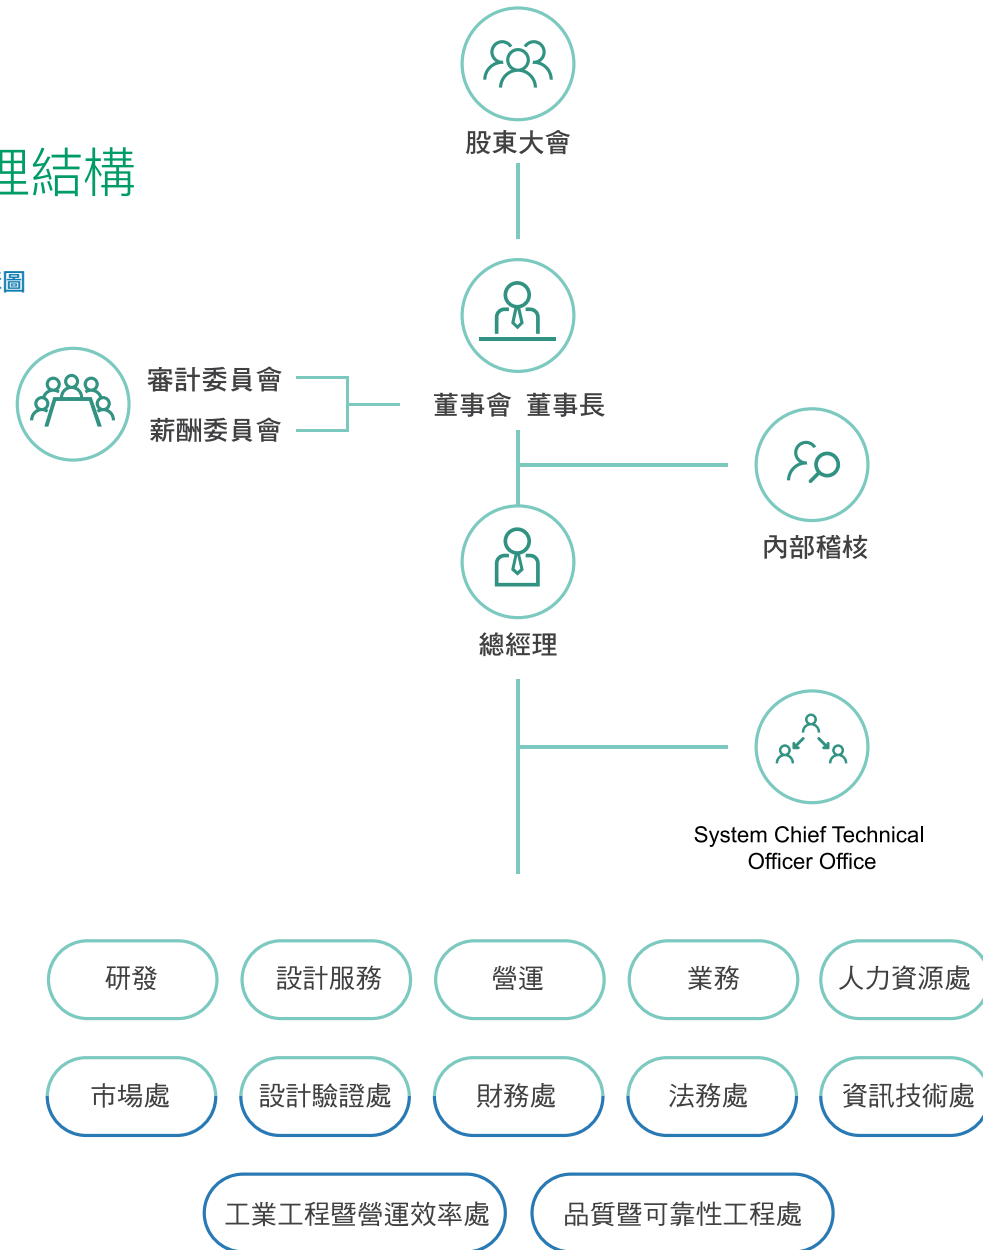 股東大會
理結構
圖
審計委員會
薪酬委員會
董事會 董事長
內部稽核
總經理
System Chief Technical
Officer Office
研發
設計服務
營運
業務
人力資源處
市場處
設計驗證處
財務處
法務處
資訊技術處
工業工程暨營運效率處
品質暨可靠性工程處